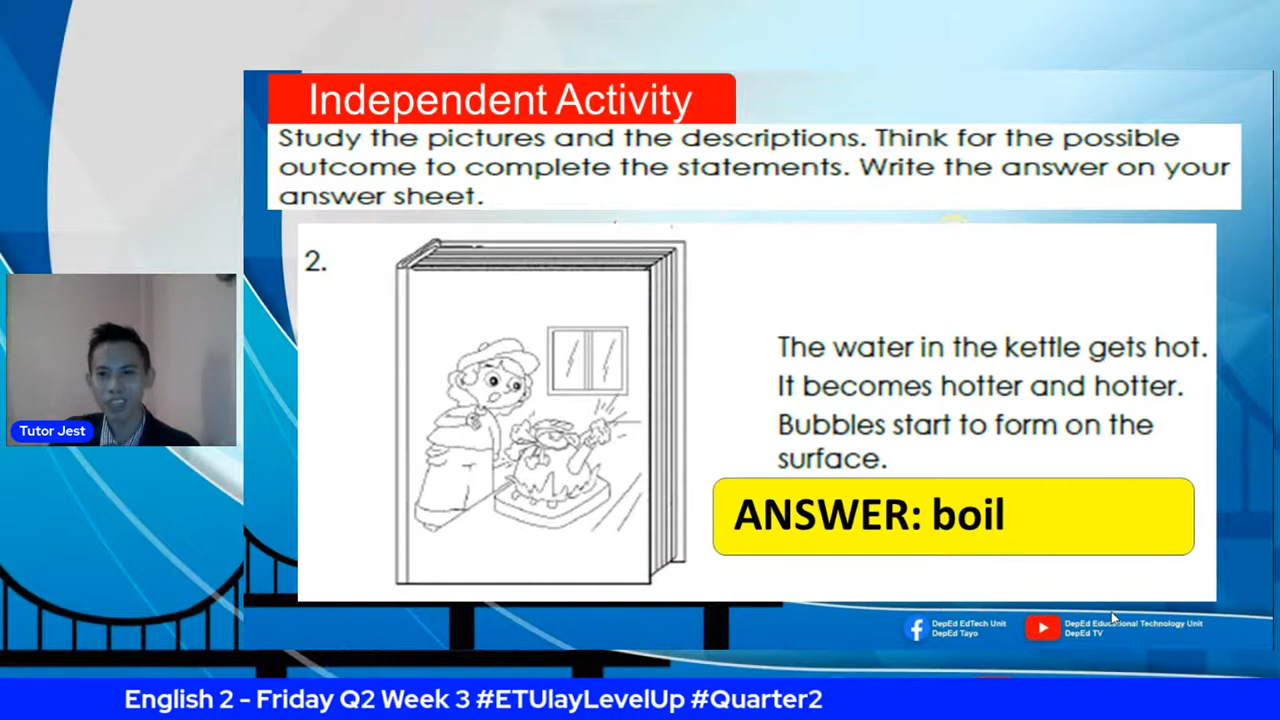 Independent Activity
Study the pictures and the descriptions. Think for the possible
outcome to complete the statements. Write the answer on your
answer sheet.
2.
The water in the kettle gets hot.
It becomes hotter and hotter.
Bubbles start to form on the
surface.
ANSWER: boil
Tutor Jest
DepEd EdTech Unit
DepEd Tayo
DepEd Educational Technology Unit
DepEd TV
English 2 - Friday Q2 Week 3 #ETUlayLevelUp #Quarter2